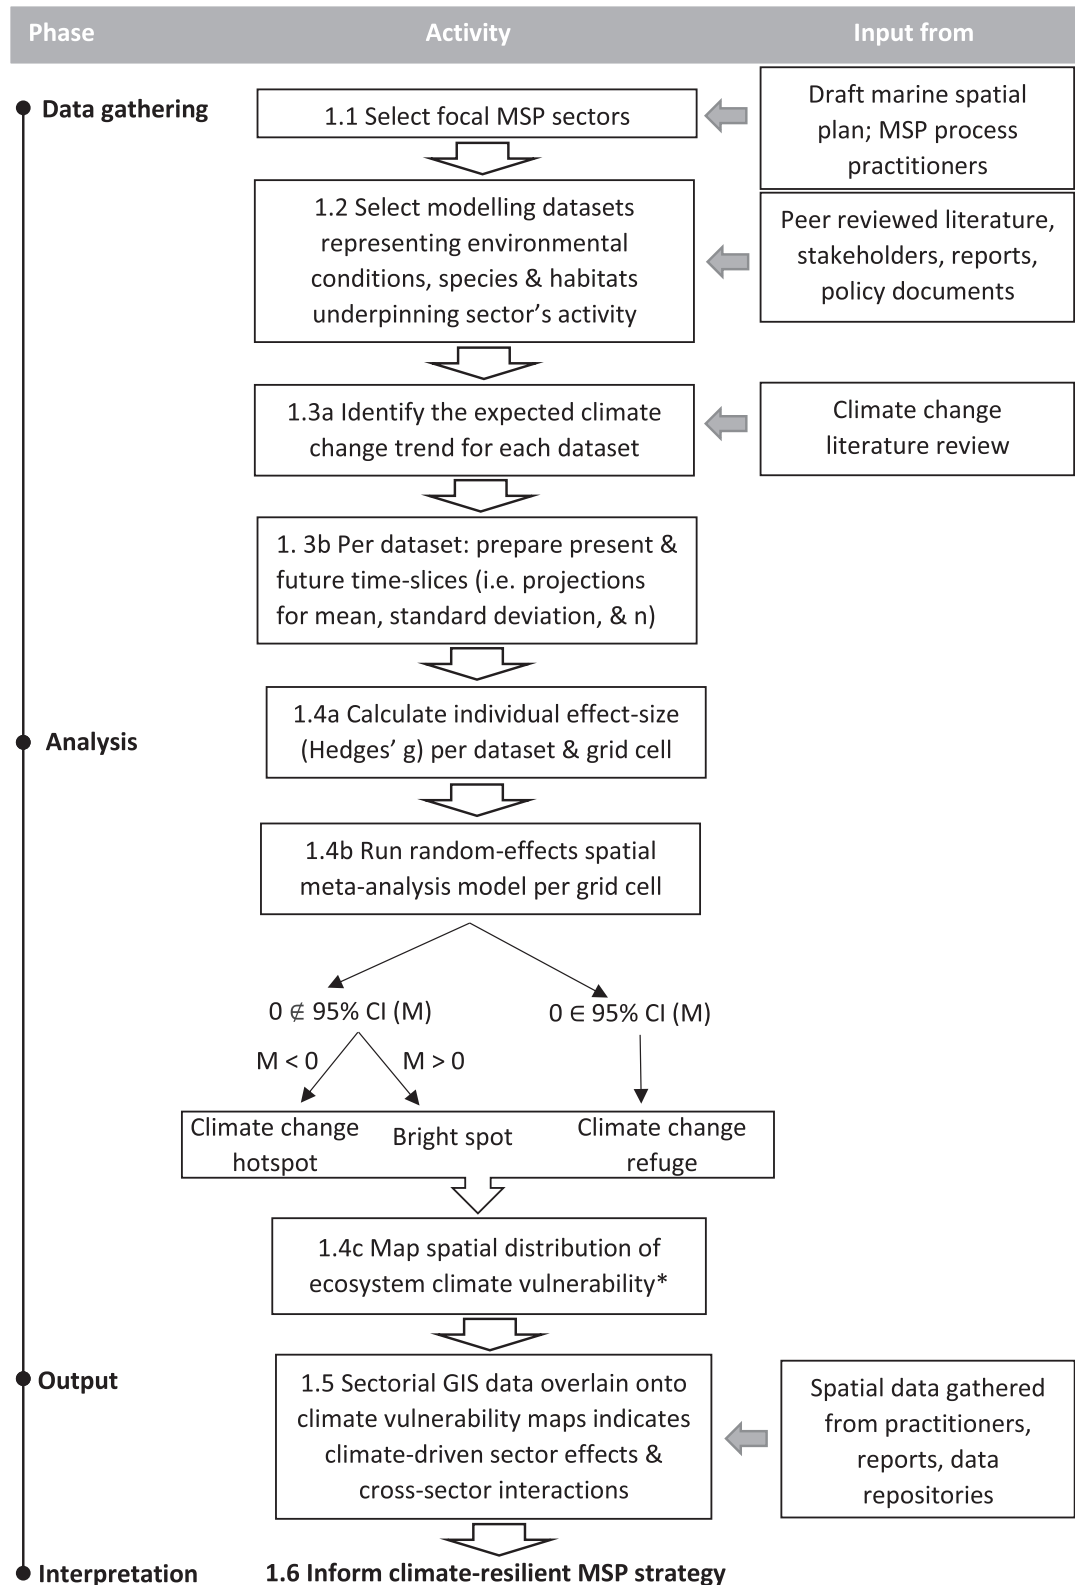 Phase
Activity
Input from
Data gathering
1.1 Select focal MSP sectors
Draft marine spatial
plan; MSP process
practitioners
1.2 Select modelling datasets
representing environmental
conditions, species & habitats
underpinning sector’s activity
Peer reviewed literature,
stakeholders, reports,
policy documents
1.3a Identify the expected climate
change trend for each dataset
Climate change
literature review
1. 3b Per dataset: prepare present &
future time-slices (i.e. projections
for mean, standard deviation, & n)
Analysis
1.4a Calculate individual effect-size
(Hedges’ g) per dataset & grid cell
1.4b Run random-effects spatial
meta-analysis model per grid cell
0 ∉ 95% CI (M)
0 ∈ 95% CI (M)
M < 0
M > 0
Climate change
hotspot
Bright spot
Climate change
refuge
1.4c Map spatial distribution of
ecosystem climate vulnerability*
Output
1.5 Sectorial GIS data overlain onto
climate vulnerability maps indicates
climate-driven sector effects &
cross-sector interactions
Spatial data gathered
from practitioners,
reports, data
repositories
Interpretation
1.6 Inform climate-resilient MSP strategy